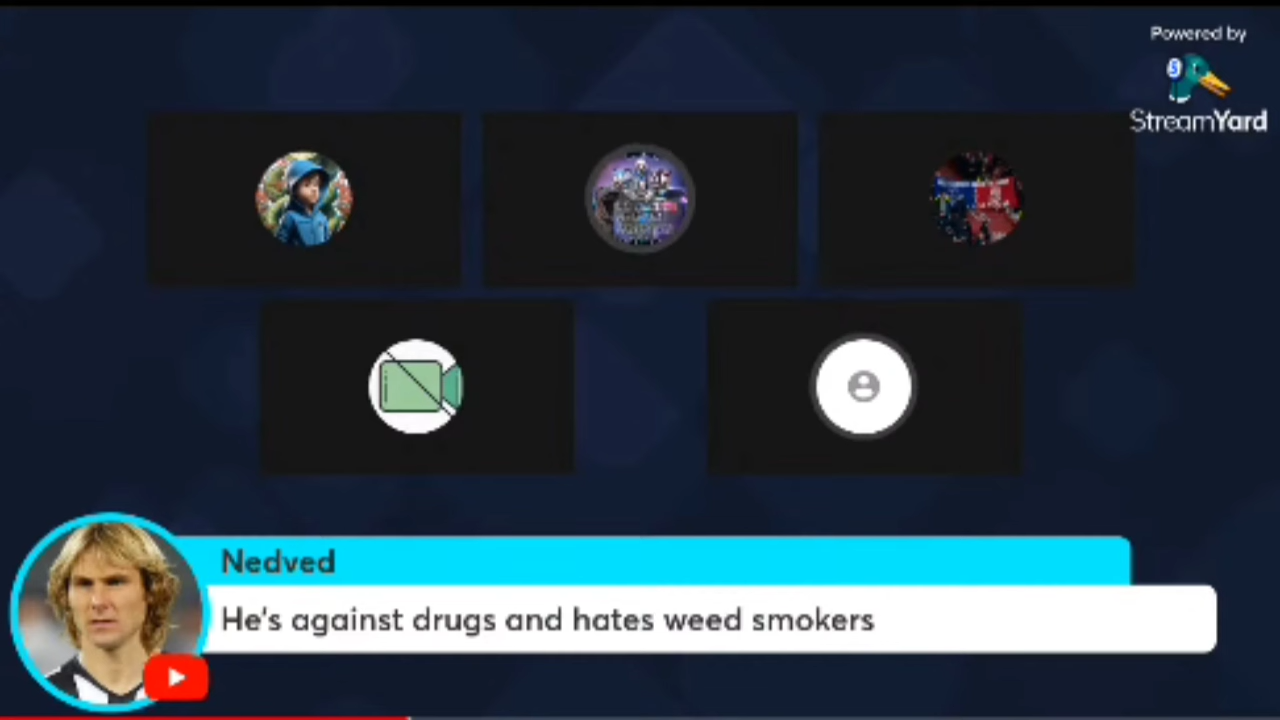 Powered by
StreamYard
Nedved
He's against drugs and hates weed smokers